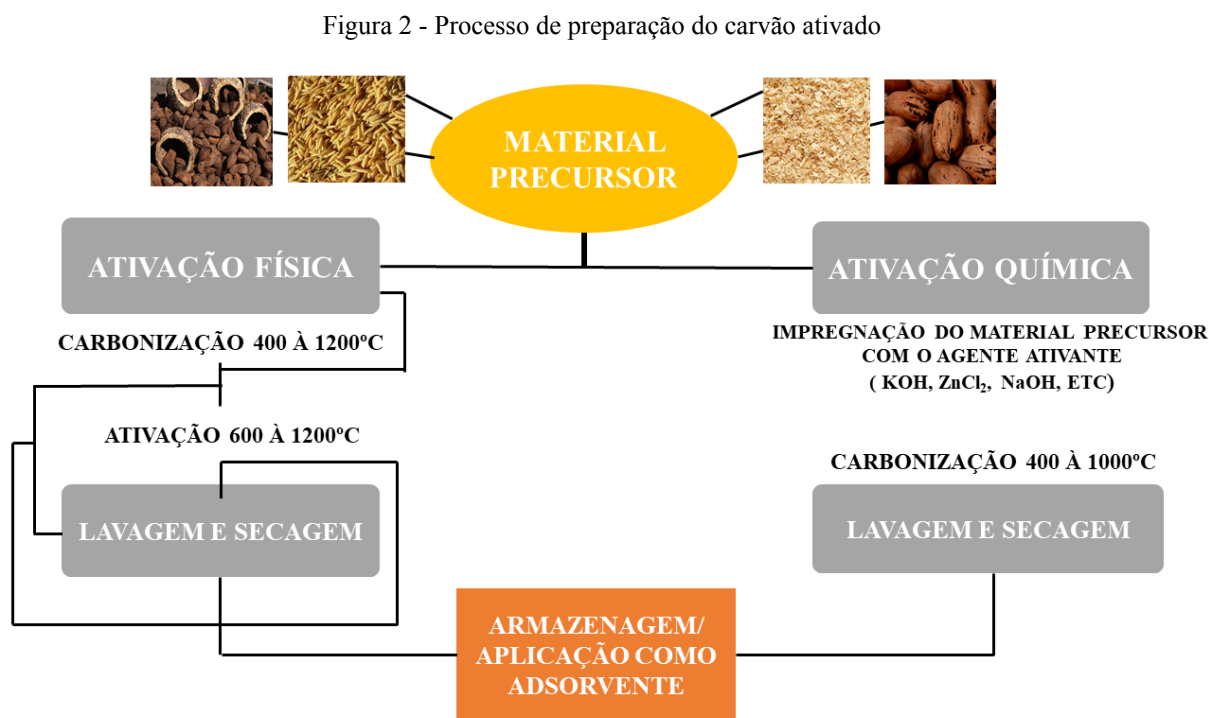 Figura 2 - Processo de preparação do carvão ativado
MATERIAL
PRECURSOR
ATIVAÇÃO FÍSICA
CARBONIZAÇÃO 400 À 1200ºC
ATIVAÇÃO 600 À 1200ºC
LAVAGEM E SECAGEM
ATIVAÇÃO QUÍMICA
IMPREGNAÇÃO DO MATERIAL PRECURSOR
COM O AGENTE ATIVANTE
( KOH, ZnCl₂, NaOH, ETC)
CARBONIZAÇÃO 400 À 1000ºC
LAVAGEM E SECAGEM
ARMAZENAGEM/
APLICAÇÃO COMO
ADSORVENTE